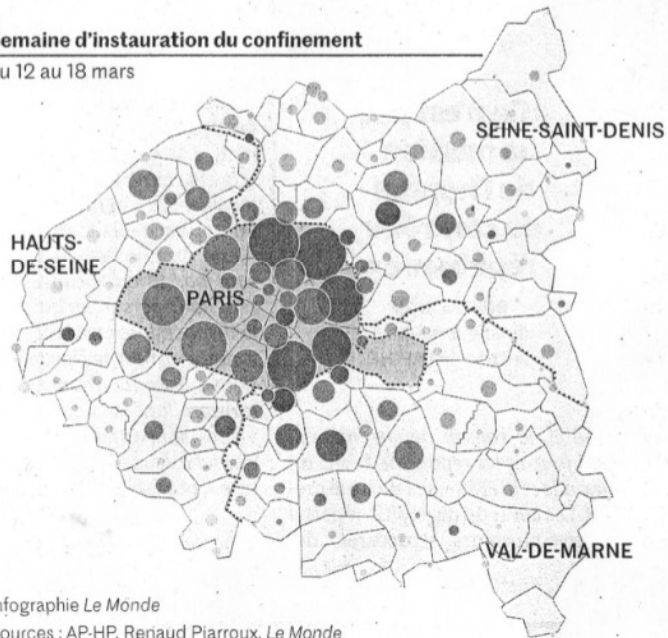 emaine d'instauration du confinement
u 12 au 18 mars
SEINE-SAINT-DENIS
HAUTS-
DE-SEINE
PARIS
VAL-DE-MARNE
nfographie Le Monde
ources : AP-HP, Renaud Piarroux, Le Monde